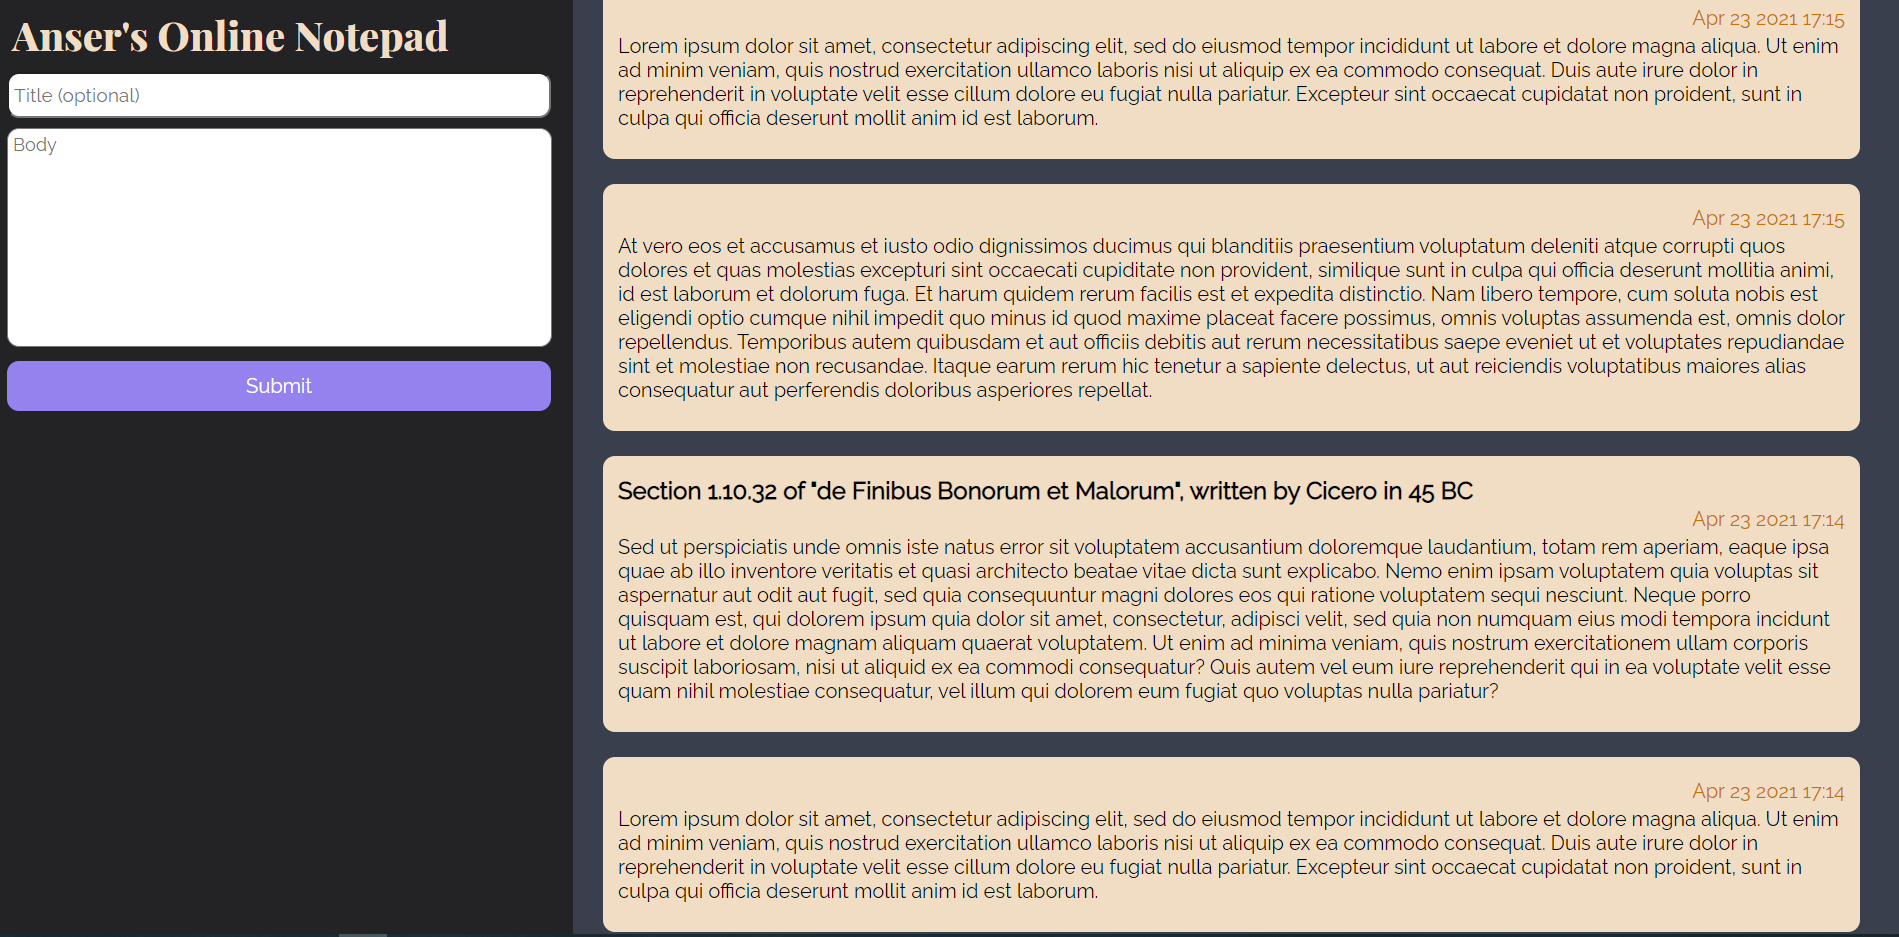 Anser's Online Notepad
Title (optional)
Body
Submit
Apr 23 2021 17:15
Lorem ipsum dolor sit amet, consectetur adipiscing elit, sed do eiusmod tempor incididunt ut labore et dolore magna aliqua. Ut enim
ad minim veniam, quis nostrud exercitation ullamco laboris nisi ut aliquip ex ea commodo consequat. Duis aute irure dolor in
reprehenderit in voluptate velit esse cillum dolore eu fugiat nulla pariatur. Excepteur sint occaecat cupidatat non proident, sunt in
culpa qui officia deserunt mollit anim id est laborum.
Apr 23 2021 17:15
At vero eos et accusamus et iusto odio dignissimos ducimus qui blanditiis praesentium voluptatum deleniti atque corrupti quos
dolores et quas molestias excepturi sint occaecati cupiditate non provident, similique sunt in culpa qui officia deserunt mollitia animi,
id est laborum et dolorum fuga. Et harum quidem rerum facilis est et expedita distinctio. Nam libero tempore, cum soluta nobis est
eligendi optio cumque nihil impedit quo minus id quod maxime placeat facere possimus, omnis voluptas assumenda est, omnis dolor
repellendus. Temporibus autem quibusdam et aut officiis debitis aut rerum necessitatibus saepe eveniet ut et voluptates repudiandae
sint et molestiae non recusandae. Itaque earum rerum hic tenetur a sapiente delectus, ut aut reiciendis voluptatibus maiores alias
consequatur aut perferendis doloribus asperiores repellat.
Section 1.10.32 of "de Finibus Bonorum et Malorum", written by Cicero in 45 BC
Apr 23 2021 17:14
Sed ut perspiciatis unde omnis iste natus error sit voluptatem accusantium doloremque laudantium, totam rem aperiam, eaque ipsa
quae ab illo inventore veritatis et quasi architecto beatae vitae dicta sunt explicabo. Nemo enim ipsam voluptatem quia voluptas sit
aspernatur aut odit aut fugit, sed quia consequuntur magni dolores eos qui ratione voluptatem sequi nesciunt. Neque porro
quisquam est, qui dolorem ipsum quia dolor sit amet, consectetur, adipisci velit, sed quia non numquam eius modi tempora incidunt
ut labore et dolore magnam aliquam quaerat voluptatem. Ut enim ad minima veniam, quis nostrum exercitationem ullam corporis
suscipit laboriosam, nisi ut aliquid ex ea commodi consequatur? Quis autem vel eum iure reprehenderit qui in ea voluptate velit esse
quam nihil molestiae consequatur, vel illum qui dolorem eum fugiat quo voluptas nulla pariatur?
Apr 23 2021 17:14
Lorem ipsum dolor sit amet, consectetur adipiscing elit, sed do eiusmod tempor incididunt ut labore et dolore magna aliqua. Ut enim
ad minim veniam, quis nostrud exercitation ullamco laboris nisi ut aliquip ex ea commodo consequat. Duis aute irure dolor in
reprehenderit in voluptate velit esse cillum dolore eu fugiat nulla pariatur. Excepteur sint occaecat cupidatat non proident, sunt in
culpa qui officia deserunt mollit anim id est laborum.